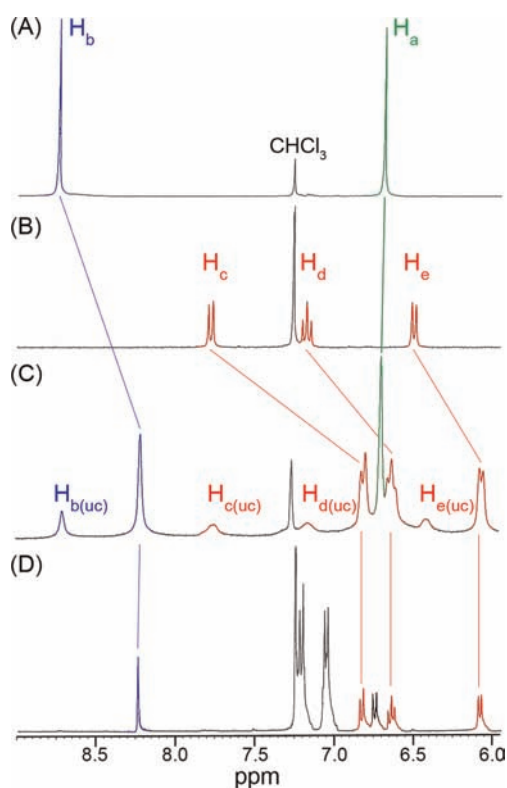 (A)
H_b
H_a
CHCl_3
(B)
H_c
H_d
H_e
(C)
H_b(uc)
H_c(uc)
H_d(uc)
H_e(uc)
(D)
8.5 8.0 7.5 7.0 6.5 6.0
ppm